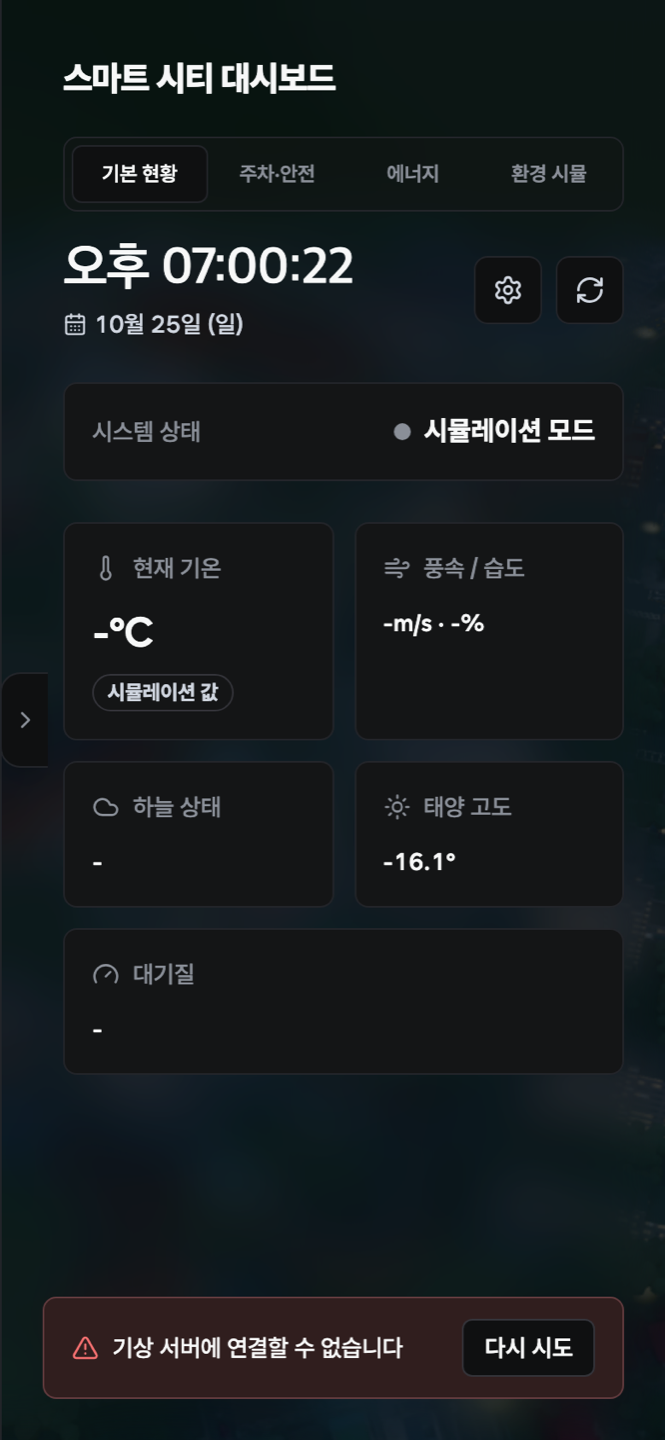 스마트 시티 대시보드
기본 현황 주차·안전 에너지 환경 시뮬
오후 07:00:22
10월 25일 (일)
시스템 상태 시뮬레이션 모드
현재 기온
-°C
시뮬레이션 값
풍속 / 습도
-m/s · -%
하늘 상태
-
태양 고도
-16.1°
대기질
-
기상 서버에 연결할 수 없습니다 다시 시도